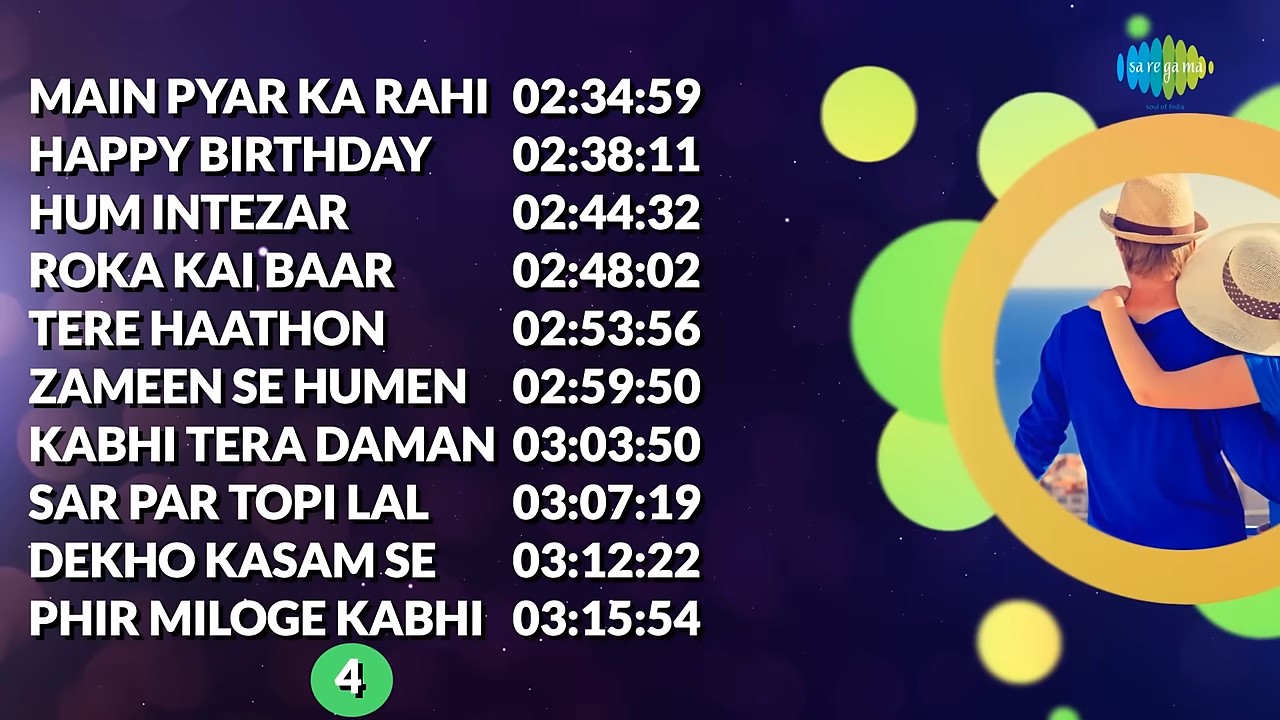 MAIN PYAR KA RAHI 02:34:59
HAPPY BIRTHDAY 02:38:11
HUM INTEZAR 02:44:32
ROKA KAI BAAR 02:48:02
TERE HAATHON 02:53:56
ZAMEEN SE HUMEN 02:59:50
KABHI TERA DAMAN 03:03:50
SAR PAR TOPI LAL 03:07:19
DEKHO KASAM SE 03:12:22
PHIR MILOGE KABHI 03:15:54
4
sa re ga ma
soul of India